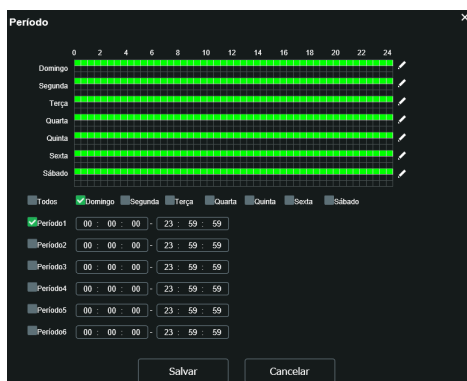 Período
0 2 4 6 8 10 12 14 16 18 20 22 24
Domingo
Segunda
Terça
Quarta
Quinta
Sexta
Sábado
Todos Domingo Segunda Terça Quarta Quinta Sexta Sábado
Período1 00 : 00 : 00 - 23 : 59 : 59
Período2 00 : 00 : 00 - 23 : 59 : 59
Período3 00 : 00 : 00 - 23 : 59 : 59
Período4 00 : 00 : 00 - 23 : 59 : 59
Período5 00 : 00 : 00 - 23 : 59 : 59
Período6 00 : 00 : 00 - 23 : 59 : 59
Salvar Cancelar